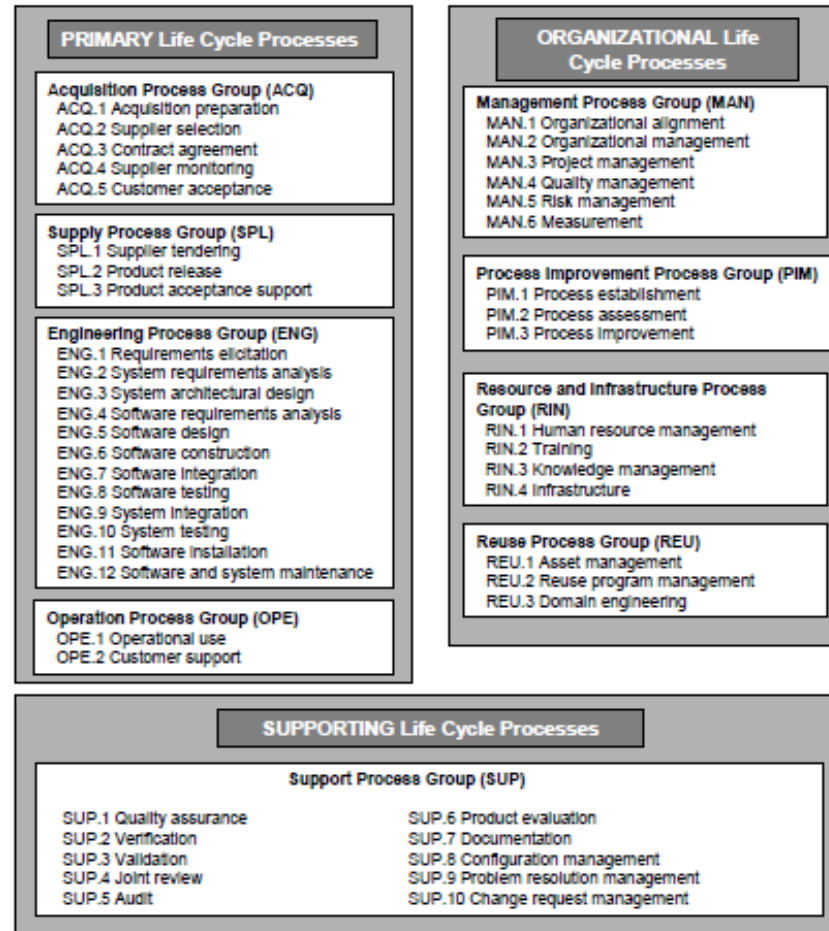 PRIMARY Life Cycle Processes
Acquisition Process Group (ACQ)
ACQ.1 Acquisition preparation
ACQ.2 Supplier selection
ACQ.3 Contract agreement
ACQ.4 Supplier monitoring
ACQ.5 Customer acceptance
Supply Process Group (SPL)
SPL.1 Supplier tendering
SPL.2 Product release
SPL.3 Product acceptance support
Engineering Process Group (ENG)
ENG.1 Requirements elicitation
ENG.2 System requirements analysis
ENG.3 System architectural design
ENG.4 Software requirements analysis
ENG.5 Software design
ENG.6 Software construction
ENG.7 Software integration
ENG.8 Software testing
ENG.9 System integration
ENG.10 System testing
ENG.11 Software installation
ENG.12 Software and system maintenance
Operation Process Group (OPE)
OPE.1 Operational use
OPE.2 Customer support
ORGANIZATIONAL Life
Cycle Processes
Management Process Group (MAN)
MAN.1 Organizational alignment
MAN.2 Organizational management
MAN.3 Project management
MAN.4 Quality management
MAN.5 Risk management
MAN.6 Measurement
Process Improvement Process Group (PIM)
PIM.1 Process establishment
PIM.2 Process assessment
PIM.3 Process improvement
Resource and Infrastructure Process
Group (RIN)
RIN.1 Human resource management
RIN.2 Training
RIN.3 Knowledge management
RIN.4 Infrastructure
Reuse Process Group (REU)
REU.1 Asset management
REU.2 Reuse program management
REU.3 Domain engineering
SUPPORTING Life Cycle Processes
Support Process Group (SUP)
SUP.1 Quality assurance
SUP.2 Verification
SUP.3 Validation
SUP.4 Joint review
SUP.5 Audit
SUP.6 Product evaluation
SUP.7 Documentation
SUP.8 Configuration management
SUP.9 Problem resolution management
SUP.10 Change request management